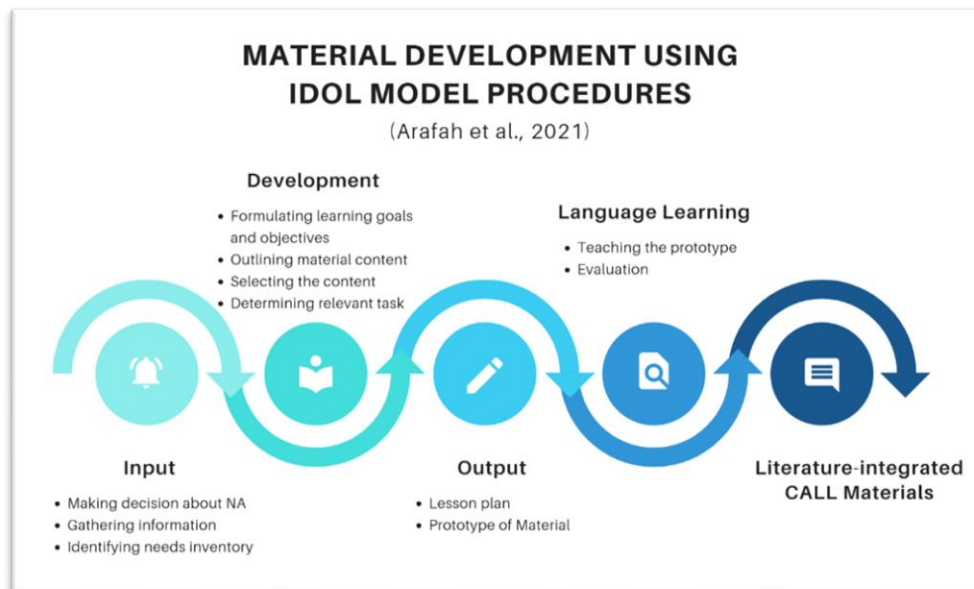 MATERIAL DEVELOPMENT USING
IDOL MODEL PROCEDURES
(Arafah et al., 2021)
Development
• Formulating learning goals
and objectives
• Outlining material content
• Selecting the content
• Determining relevant task
Language Learning
• Teaching the prototype
• Evaluation
Input
• Making decision about NA
• Gathering information
• Identifying needs inventory
Output
• Lesson plan
• Prototype of Material
Literature-integrated
CALL Materials